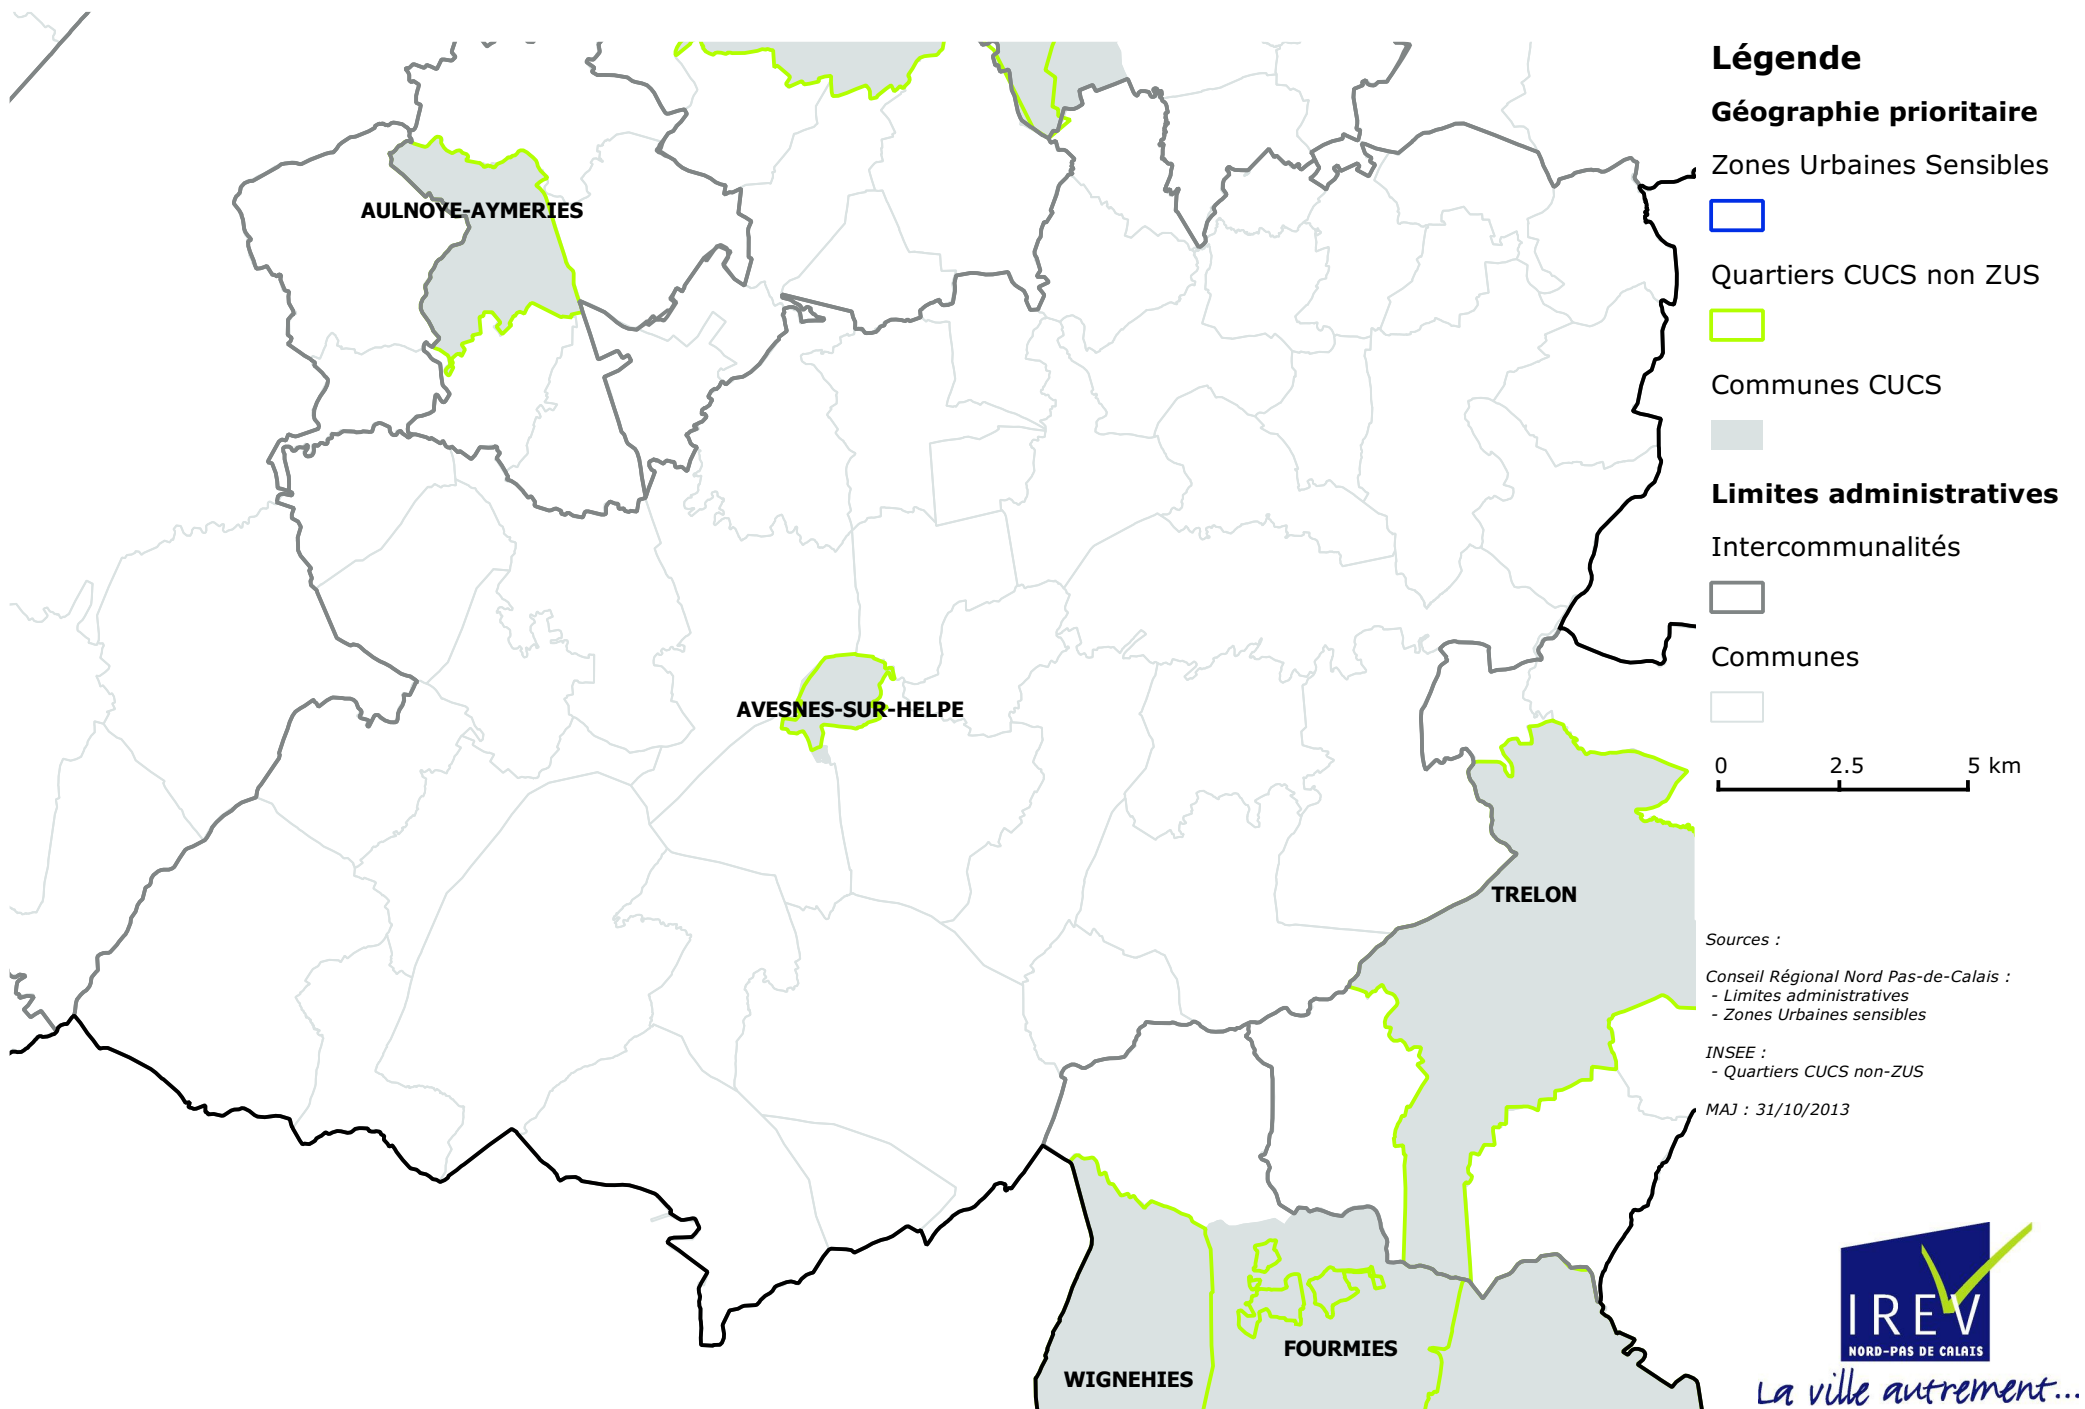 AULNOYE-AYMERIES
AVESNES-SUR-HELPE
TRELON
FOURMIES
WIGNEHIES
Légende
Géographie prioritaire
Zones Urbaines Sensibles
Quartiers CUCS non ZUS
Communes CUCS
Limites administratives
Intercommunalités
Communes
0 2.5 5 km
Sources :
Conseil Régional Nord Pas-de-Calais :
- Limites administratives
- Zones Urbaines sensibles
INSEE :
- Quartiers CUCS non-ZUS
MAJ : 31/10/2013
IREV
NORD-PAS DE CALAIS
La ville autrement...